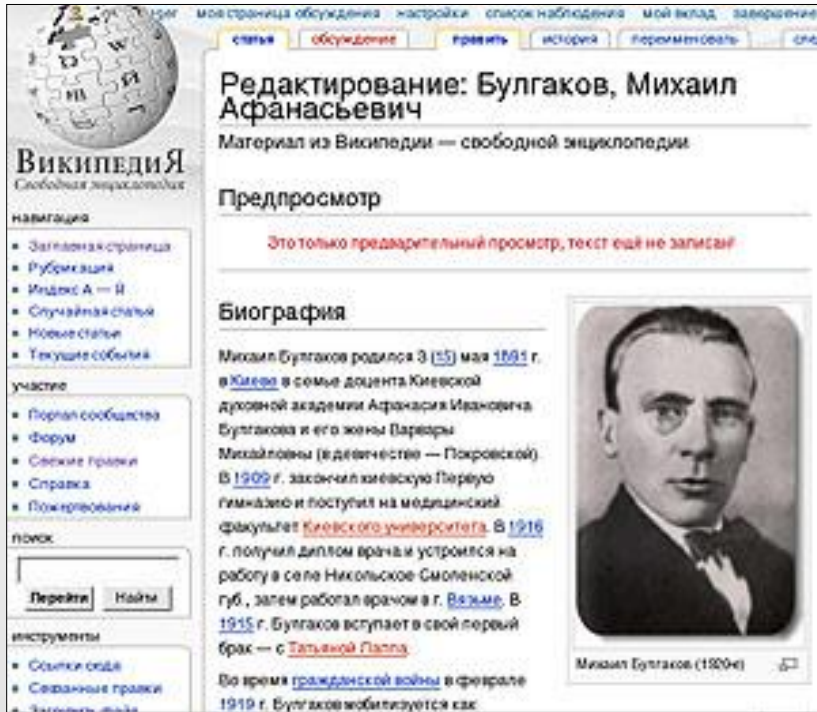 моя страница обсуждения настройки список наблюдения мой вклад завершение
статья обсуждение править история переименовать
Редактирование: Булгаков, Михаил
Афанасьевич
Материал из Википедии — свободной энциклопедии
Предпросмотр
Это только предварительный просмотр, текст ещё не записан!
ВикипедиЯ
Свободная энциклопедия
навигация
Заглавная страница
Рубрикация
Индекс А — Я
Случайная статья
Новые статьи
Текущие события
участие
Портал сообщества
Форум
Свежие правки
Справка
Пожертвования
поиск
Перейти Найти
инструменты
Ссылки сюда
Связанные правки
Загрузить файл
Биография
Михаил Булгаков родился 3 (15) мая 1891 г.
в Киеве в семье доцента Киевской
духовной академии Афанасия Ивановича
Булгакова и его жены Варвары
Михайловны (в девичестве — Покровской)
В 1909 г. закончил киевскую Первую
гимназию и поступил на медицинский
факультет Киевского университета. В 1916
г. получил диплом врача и устроился на
работу в селе Никольское Смоленской
губ., затем работал врачом в г. Вязьме. В
1915 г. Булгаков вступает в свой первый
брак — с Татьяной Лаппа.
Во время гражданской войны в феврале
1919 г. Булгаков мобилизуется как
Михаил Булгаков (1920-е)